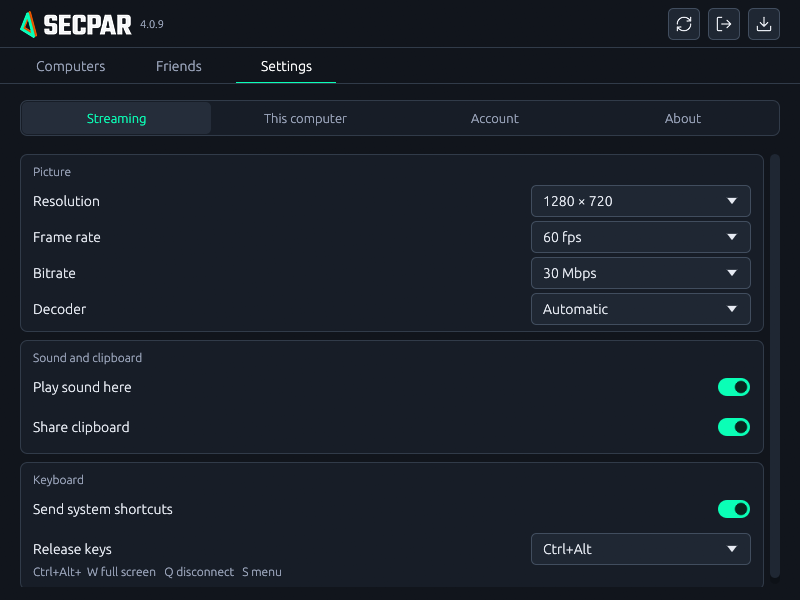 SECPAR 4.0.9
Computers Friends Settings
Streaming This computer Account About
Picture
Resolution 1280 × 720
Frame rate 60 fps
Bitrate 30 Mbps
Decoder Automatic
Sound and clipboard
Play sound here
Share clipboard
Keyboard
Send system shortcuts
Release keys Ctrl+Alt
Ctrl+Alt+ W full screen Q disconnect S menu